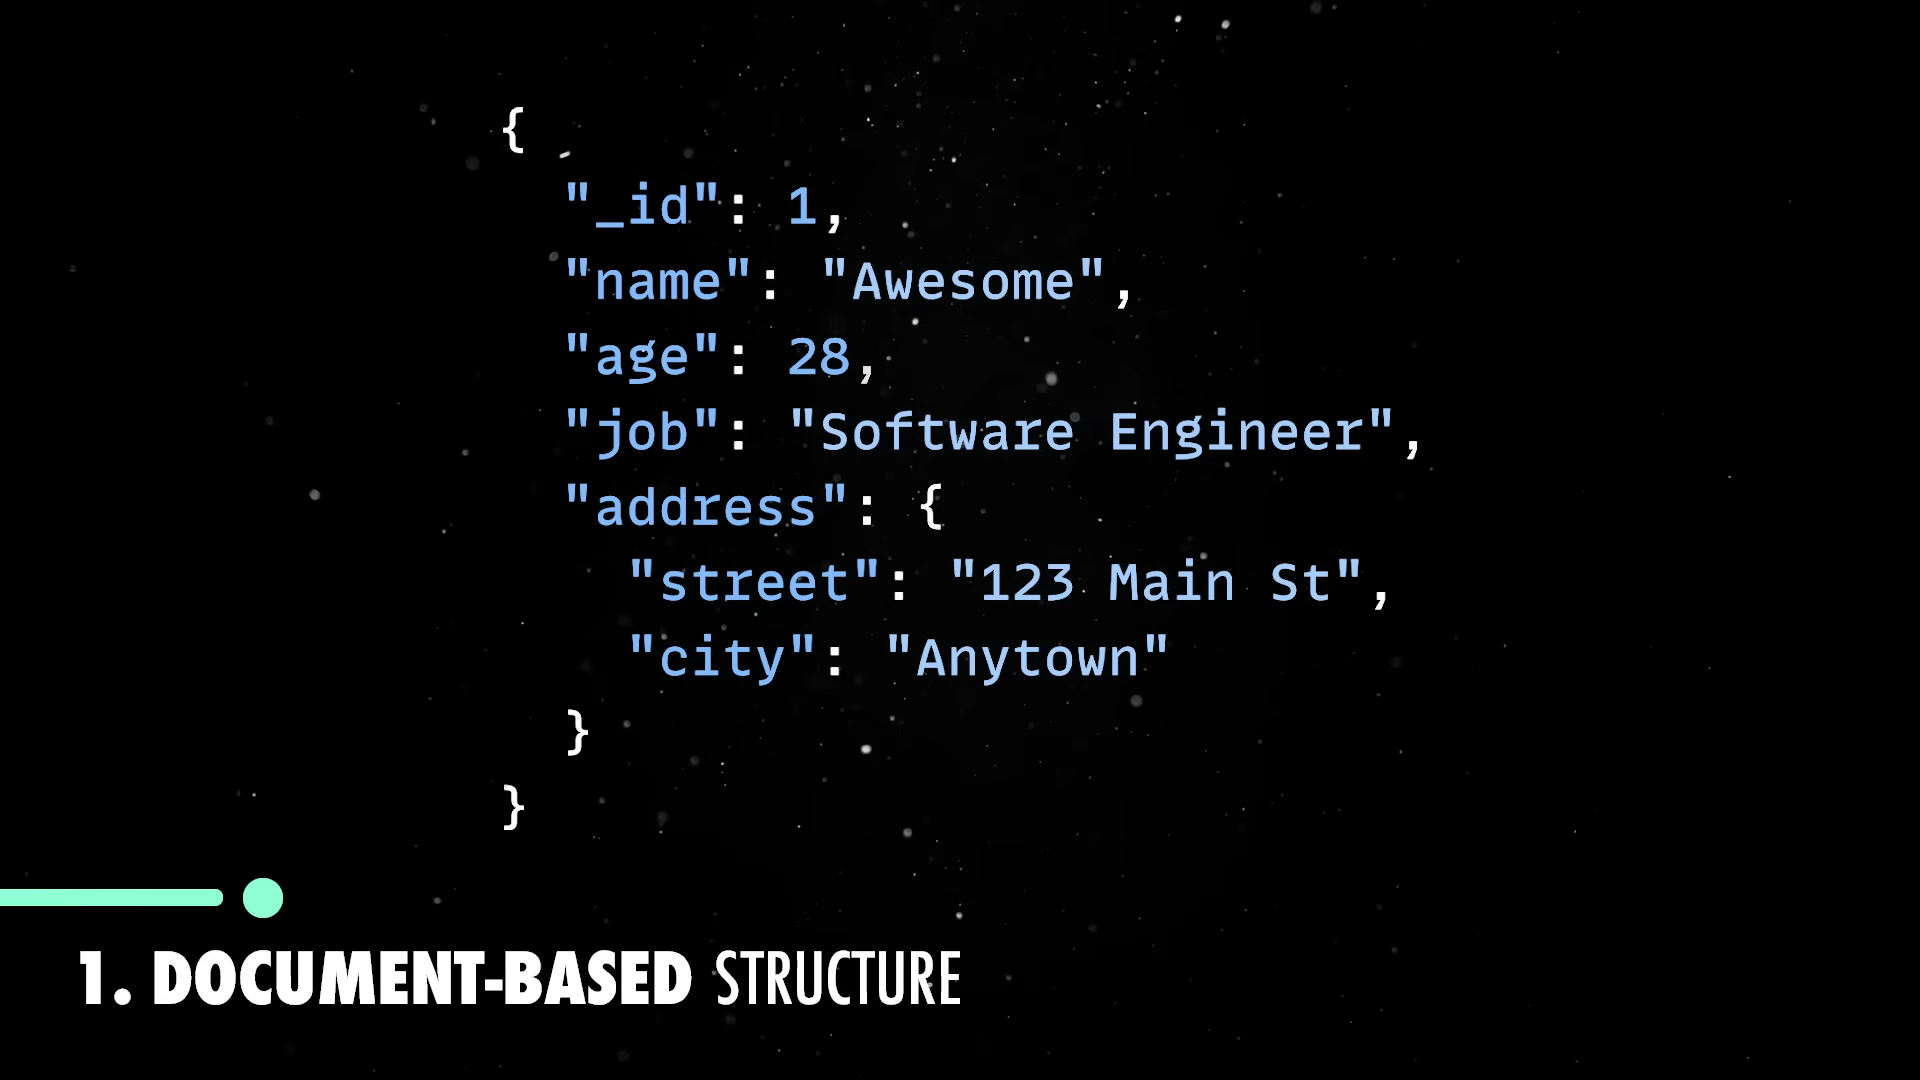 {
"_id": 1,
"name": "Awesome",
"age": 28,
"job": "Software Engineer",
"address": {
"street": "123 Main St",
"city": "Anytown"
}
}
1. DOCUMENT-BASED STRUCTURE